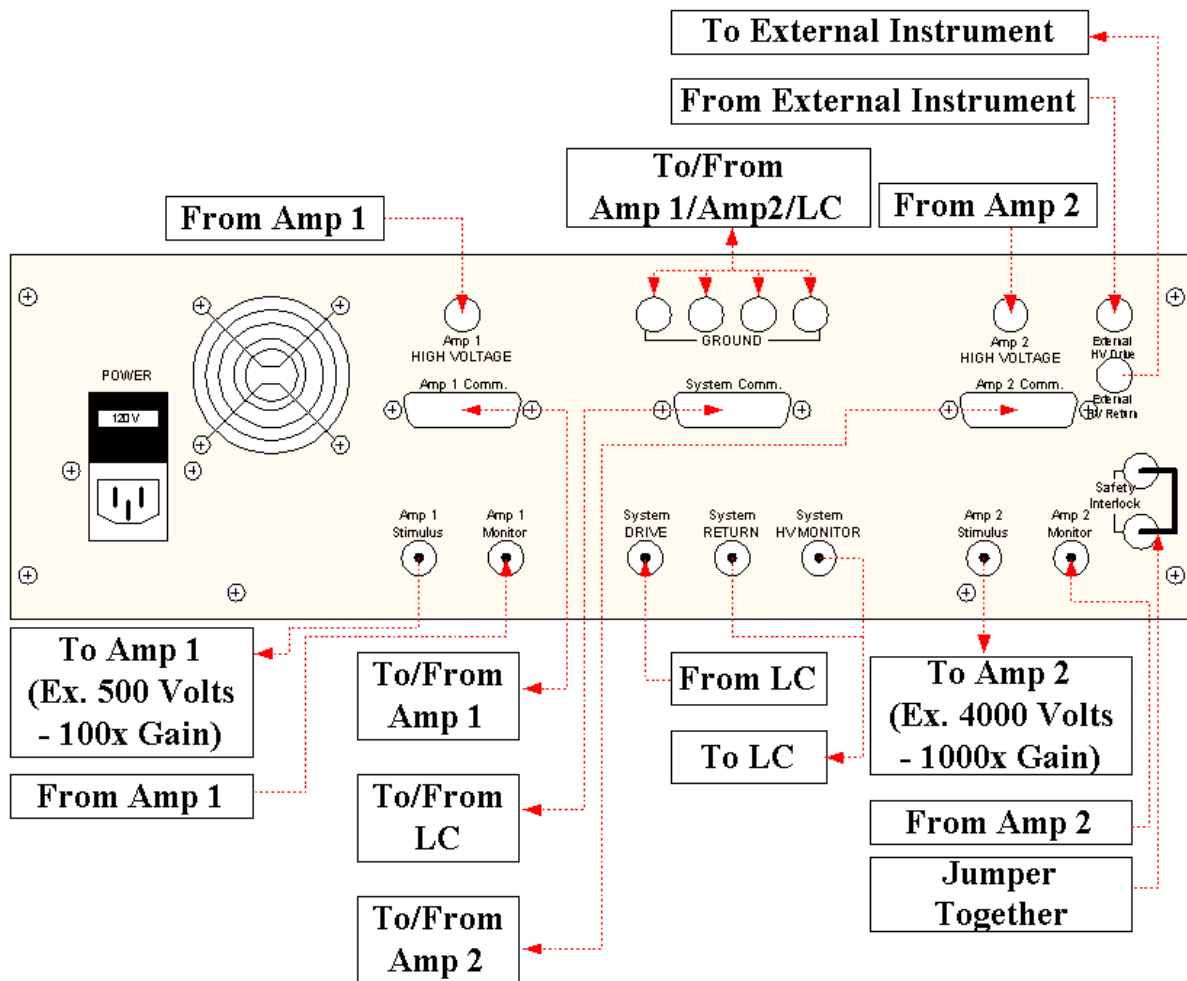 To External Instrument
From External Instrument
To/From
Amp 1/Amp2/LC
From Amp 1
From Amp 2
Amp 1
HIGH VOLTAGE
GROUND
Amp 2
HIGH VOLTAGE
External
HV Drive
External
HV Return
POWER
120V
Amp 1 Comm.
System Comm.
Amp 2 Comm.
Safety
Interlock
Amp 1
Stimulus
Amp 1
Monitor
System
DRIVE
System
RETURN
System
HV MONITOR
Amp 2
Stimulus
Amp 2
Monitor
To Amp 1
(Ex. 500 Volts
- 100x Gain)
From Amp 1
To/From
Amp 1
To/From
LC
To/From
Amp 2
From LC
To LC
To Amp 2
(Ex. 4000 Volts
- 1000x Gain)
From Amp 2
Jumper
Together